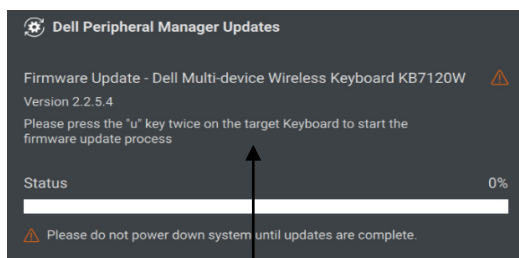 Dell Peripheral Manager Updates
Firmware Update - Dell Multi-device Wireless Keyboard KB7120W
Version 2.2.5.4
Please press the "u" key twice on the target Keyboard to start the
firmware update process
Status 0%
Please do not power down system until updates are complete.